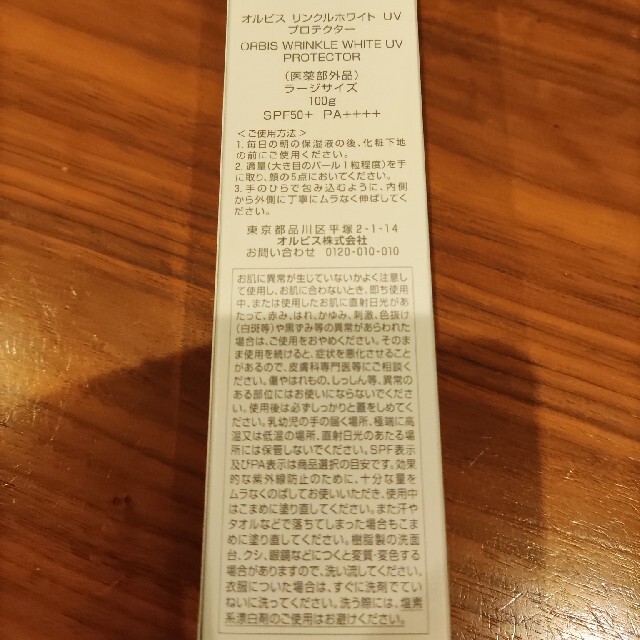 オルビス リンクルホワイト UV
プロテクター
ORBIS WRINKLE WHITE UV
PROTECTOR
(医薬部外品)
ラージサイズ
100g
SPF50+ PA++++
<ご使用方法>
1. 毎日の朝の保湿液の後、化粧下地
の前にご使用ください。
2. 適量(大き目のパール1粒程度)を手
に取り、顔の5点においてください。
3. 手のひらで包み込むように、内側
から外側に丁寧にムラなく伸ばしてく
ださい。
東京都品川区平塚2-1-14
オルビス株式会社
お問い合わせ 0120-010-010
お肌に異常が生じていないかよく注意し
て使用し、お肌に合わないとき、即ち使用
中、または使用したお肌に直射日光があ
たって、赤み、はれ、かゆみ、刺激、色抜け
(白斑等)や黒ずみ等の異常があらわれた
場合は、ご使用をおやめください。そのま
ま使用を続けると、症状を悪化させること
があるので、皮膚科専門医等にご相談く
ださい。傷やはれもの、しっしん等、異常の
ある部位にはお使いにならないでくださ
い。使用後は必ずしっかりと蓋をしめてく
ださい。乳幼児の手の届く場所、極端に高
温又は低温の場所、直射日光のあたる場
所には保管しないでください。SPF表示
及びPA表示は商品選択の目安です。効果
的な紫外線防止のために、十分な量を
ムラなくのばしてお使いいただき、使用中
はこまめに塗り直してください。また汗や
タオルなどで落ちてしまった場合もこま
めに塗り直してください。樹脂製の洗面
台、クシ、眼鏡などにつくと変質・変色する
場合がありますので、洗い流してください。
衣服についた場合は、すぐに洗剤でてい
ねいに洗ってください。洗う際には、塩素
系漂白剤のご使用はお避けください。